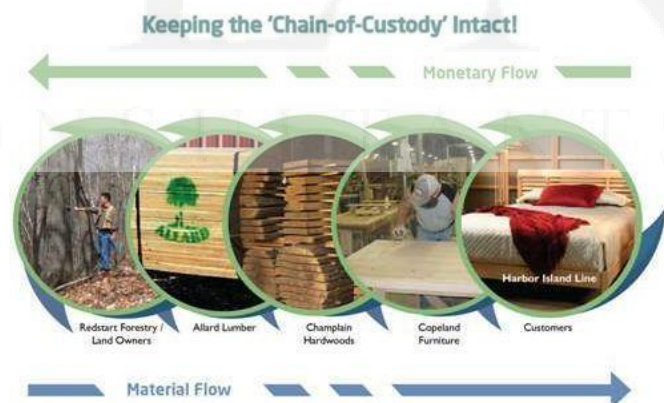 Keeping the 'Chain-of-Custody' Intact!
Monetary Flow
ALLARD
Harbor Island Line
Redstart Forestry /
Land Owners
Allard Lumber
Champlain
Hardwoods
Copeland
Furniture
Customers
Material Flow